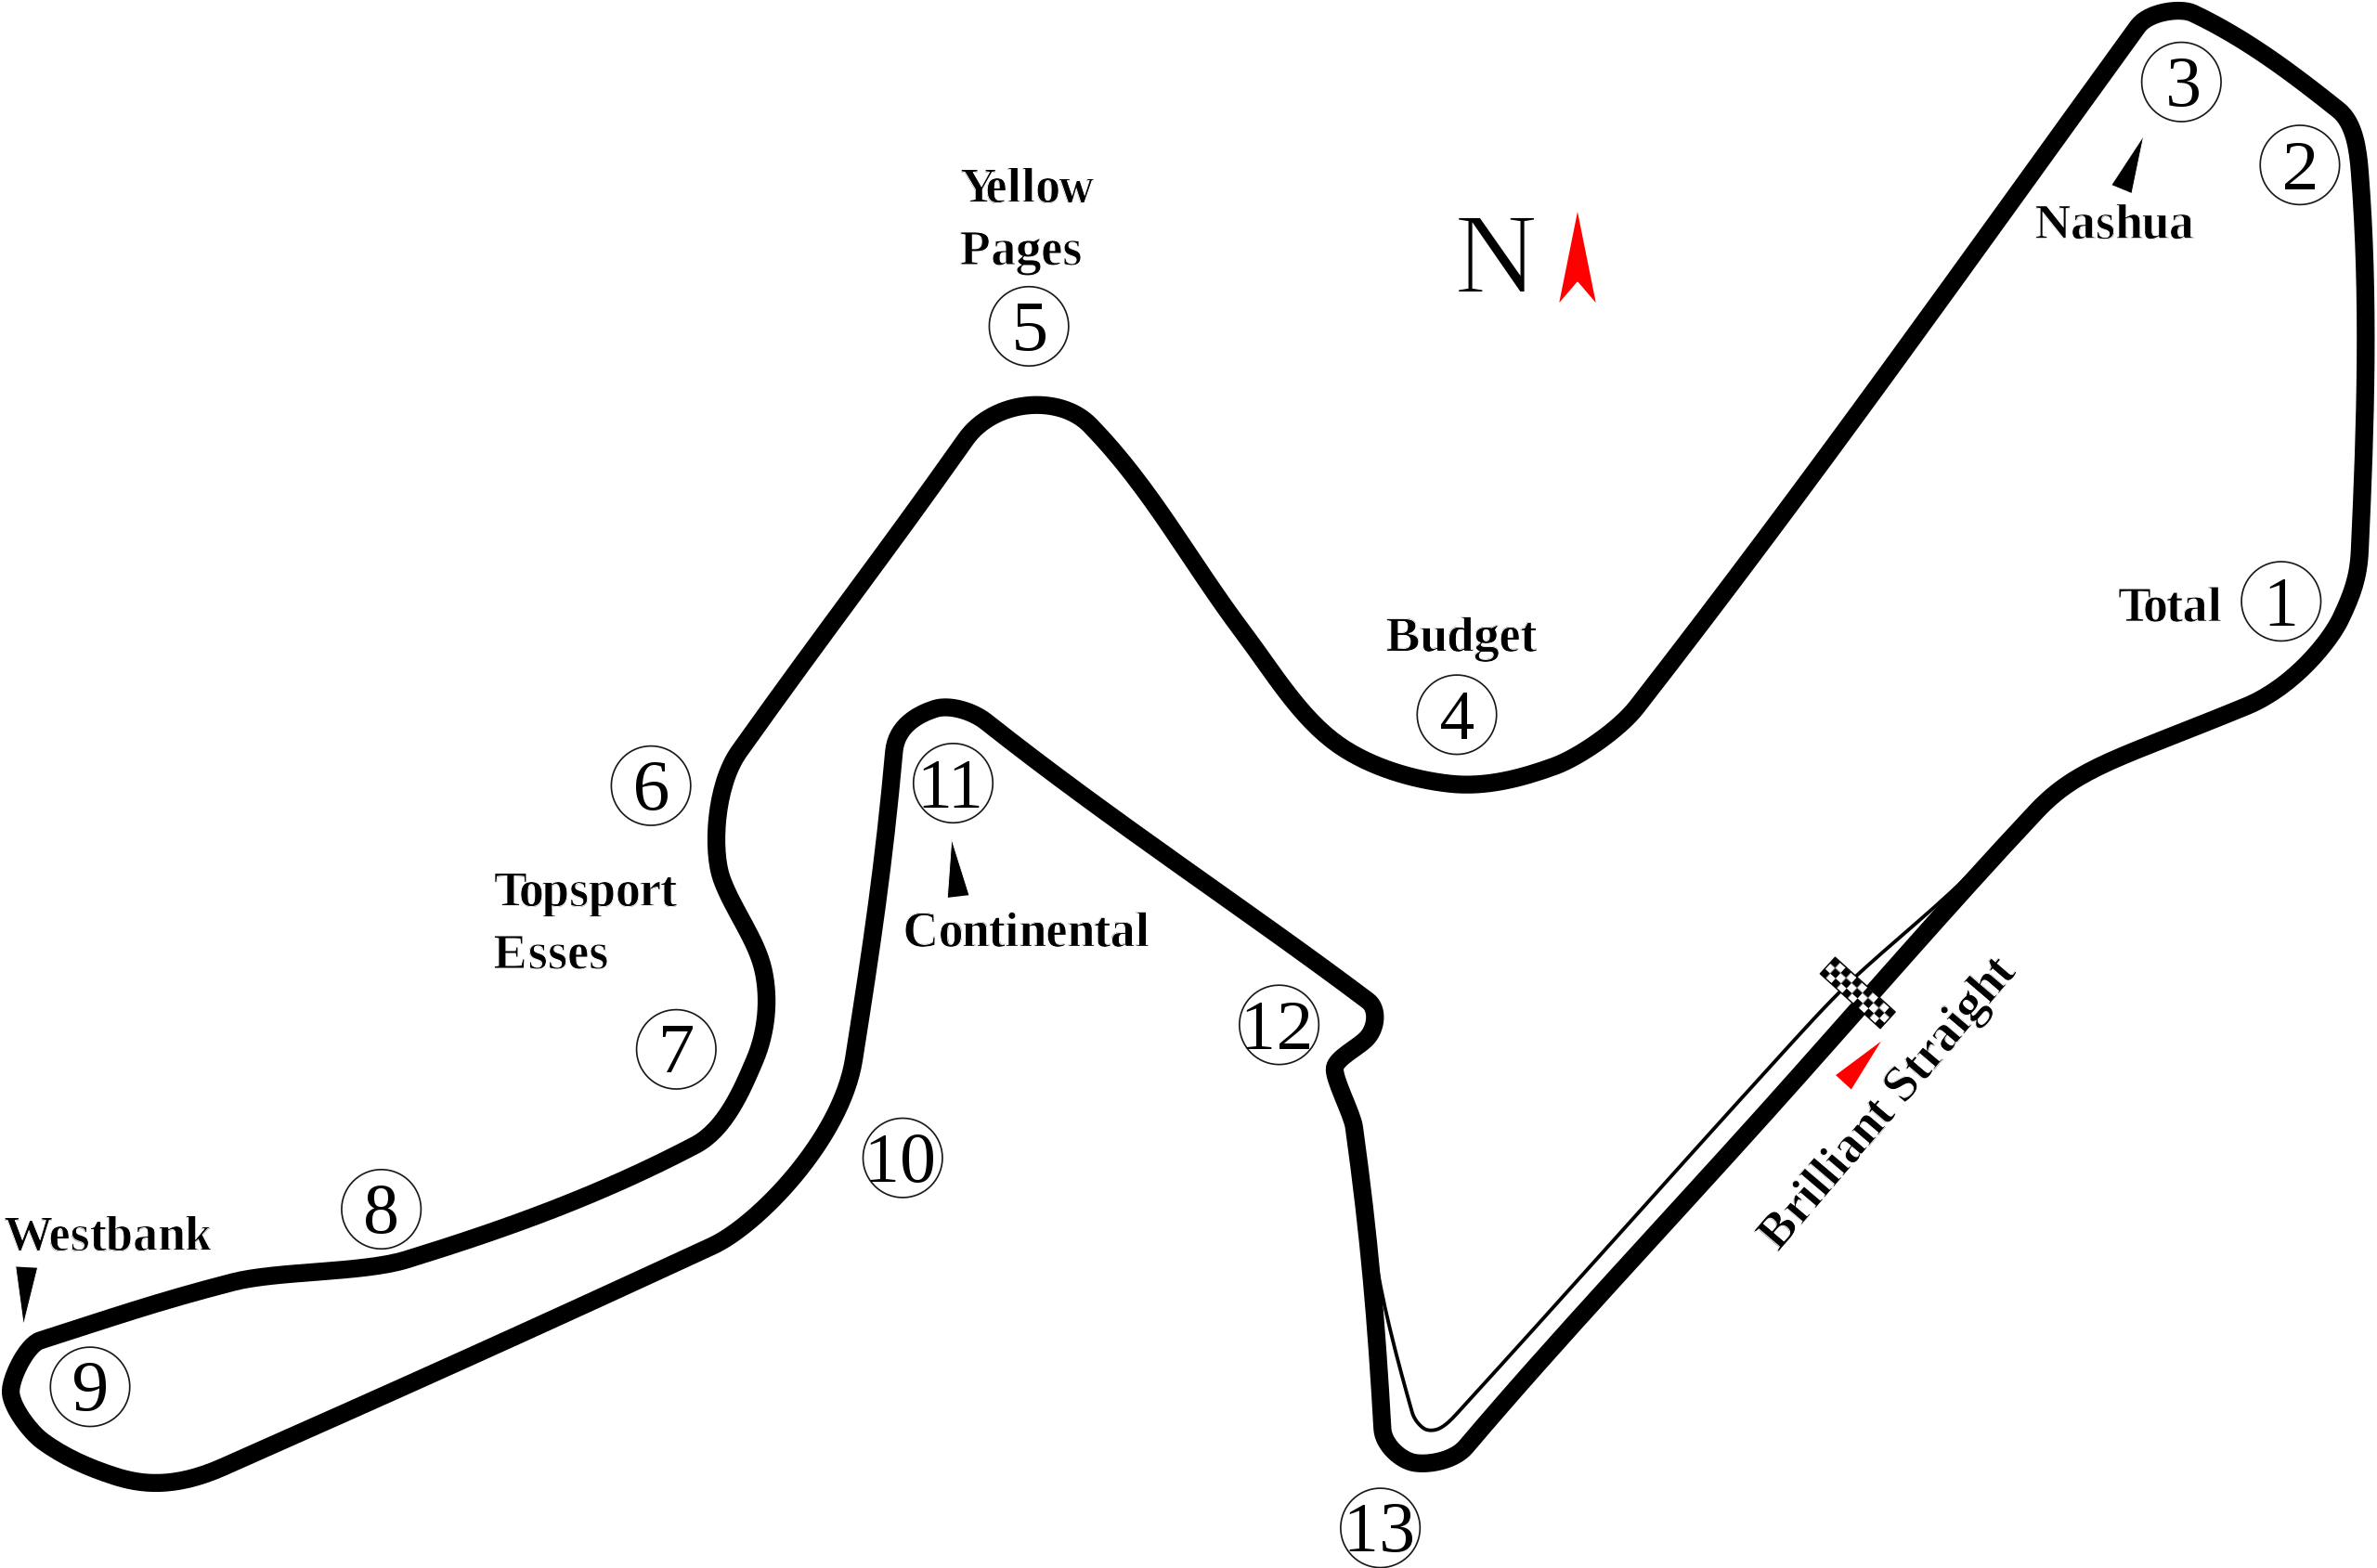 3
2
Nashua
Yellow
Pages
5
N
Total
1
Budget
4
6
11
Topsport
Esses
Continental
7
12
Brilliant Straight
10
8
Westbank
9
13